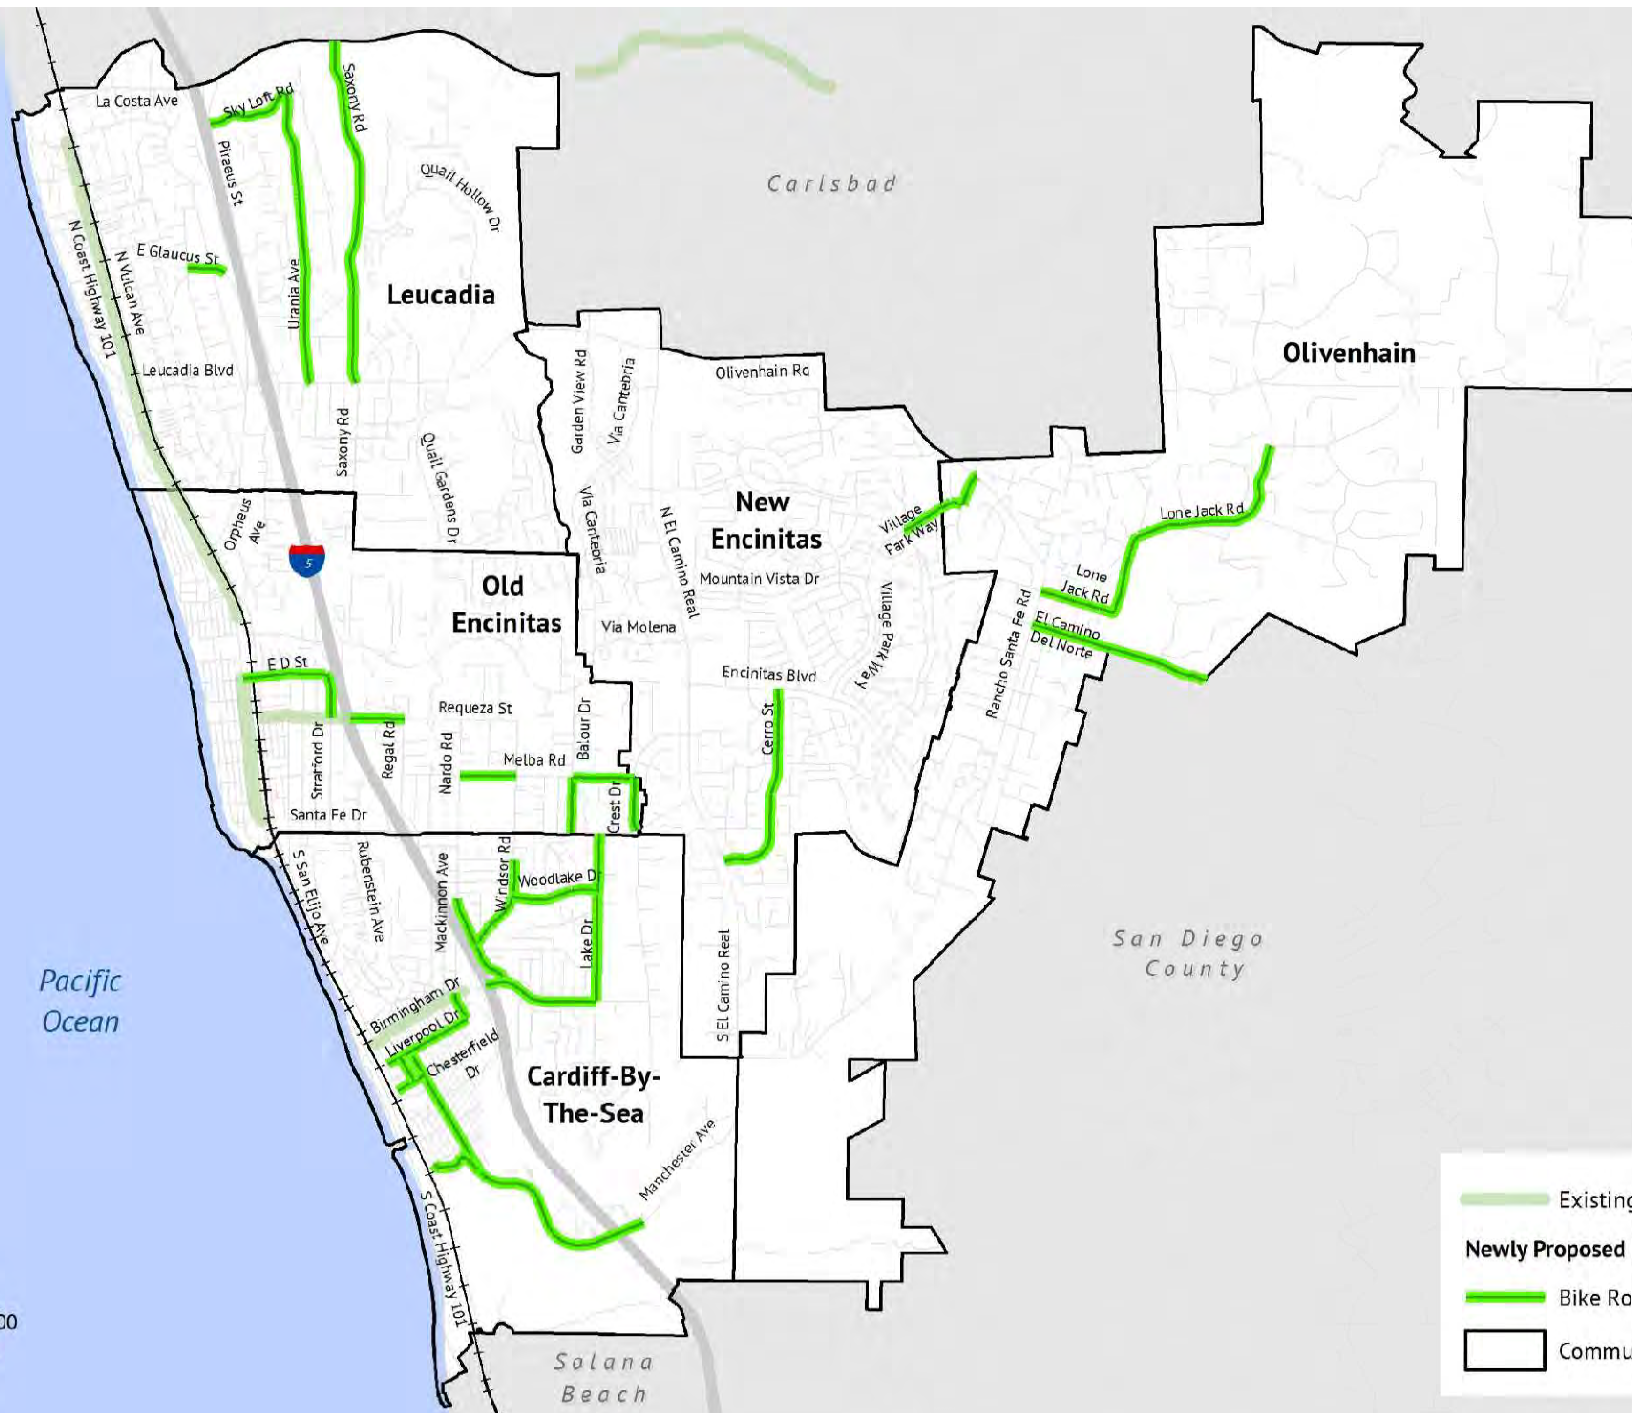 La Costa Ave
Sky Loft Rd
Saxony Rd
Piraeus St
Quail Hollow Dr
Carlsbad
N Coast Highway 101
N Vulcan Ave
E Glaucus St
Urania Ave
Leucadia
Leucadia Blvd
Saxony Rd
Quail Gardens Dr
Garden View Rd
Via Cantebria
Olivenhain Rd
Olivenhain
Orpheus
Ave
5
Via Cantebria
N El Camino Real
New
Encinitas
Village
Park Way
Lone Jack Rd
Old
Encinitas
Mountain Vista Dr
Via Molena
Village Park Way
Lone
Jack Rd
El Camino
Del Norte
Rancho Santa Fe Rd
E D St
Encinitas Blvd
Requeza St
Stratford Dr
Regal Rd
Nardo Rd
Melba Rd
Balour Dr
Cerro St
Crest Dr
Santa Fe Dr
S San Elijo Ave
Rubenstein Ave
Mackinnon Ave
Windsor Rd
Woodlake Dr
Lake Dr
S El Camino Real
San Diego
County
Pacific
Ocean
Birmingham Dr
Liverpool Dr
Chesterfield
Dr
Cardiff-By-
The-Sea
Manchester Ave
S Coast Highway 101
Solana
Beach
Existing
Newly Proposed
Bike Ro
Commu
00